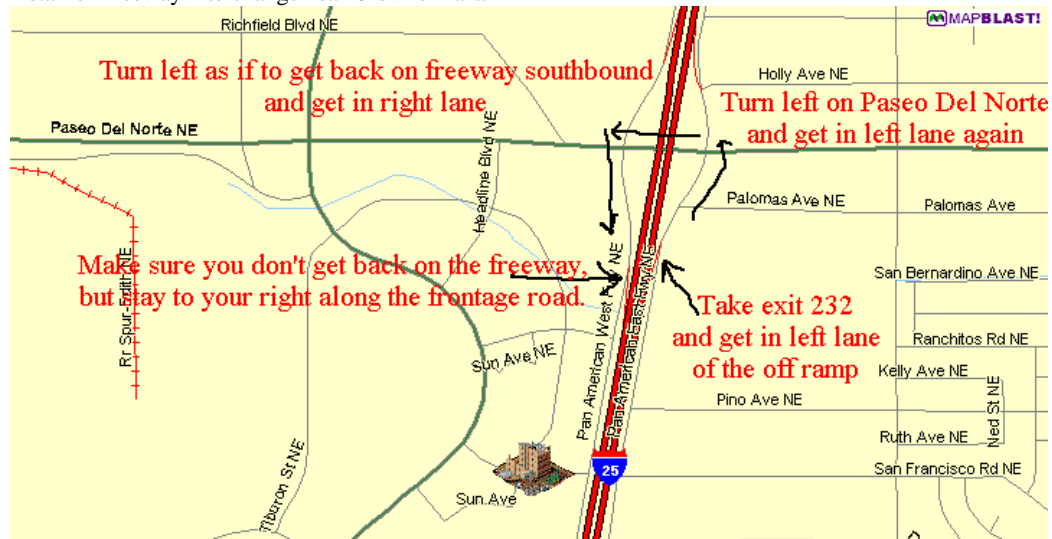 Richfield Blvd NE
MAPBLAST!
Turn left as if to get back on freeway southbound
and get in right lane
Holly Ave NE
Turn left on Paseo Del Norte
and get in left lane again
Paseo Del Norte NE
Headline Blvd NE
Palomas Ave NE
Palomas Ave
Make sure you don't get back on the freeway,
but stay to your right along the frontage road.
Rr Spur-Edith NE
San Bernardino Ave NE
Take exit 232
and get in left lane
of the off ramp
Pan American West Fwy NE
Pan American East Hwy NE
Ranchitos Rd NE
Sun Ave NE
Kelly Ave NE
Pino Ave NE
Ned St NE
Ruth Ave NE
25
San Francisco Rd NE
Tiburon St NE
Sun Ave